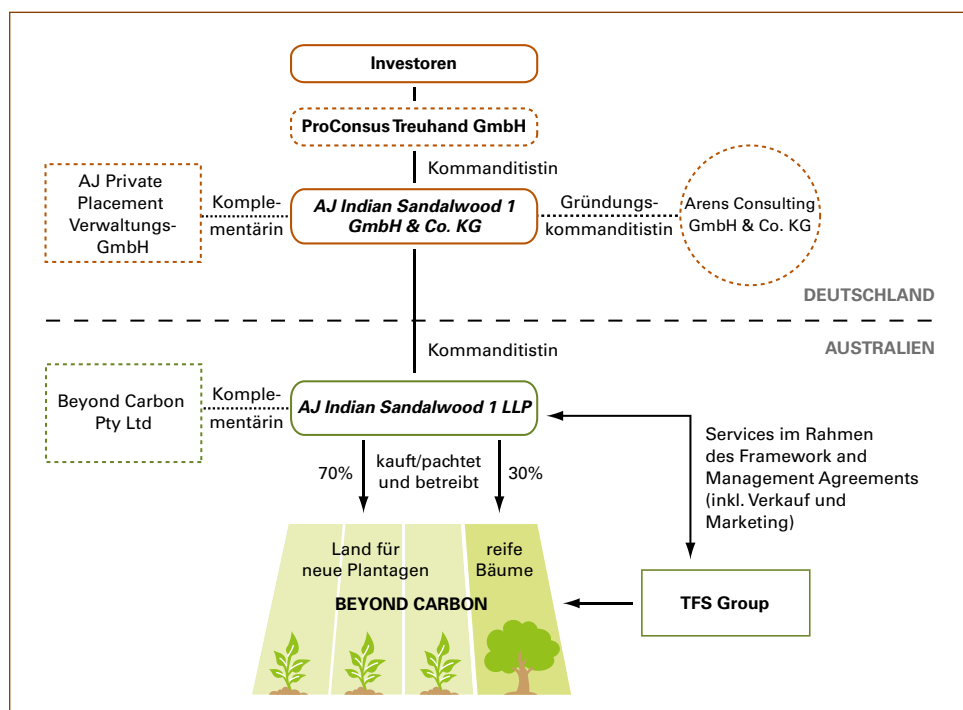 Investoren
ProConsus Treuhand GmbH
Kommanditistin
AJ Private
Placement
Verwaltungs-
GmbH
Komple-
mentärin
AJ Indian Sandalwood 1
GmbH & Co. KG
Gründungs-
kommanditistin
Arens Consulting
GmbH & Co. KG
DEUTSCHLAND
AUSTRALIEN
Kommanditistin
Beyond Carbon
Pty Ltd
Komple-
mentärin
AJ Indian Sandalwood 1 LLP
70%
kauft/pachtet
und betreibt
30%
Services im Rahmen
des Framework and
Management Agreements
(inkl. Verkauf und
Marketing)
Land für
neue Plantagen
reife
Bäume
BEYOND CARBON
TFS Group